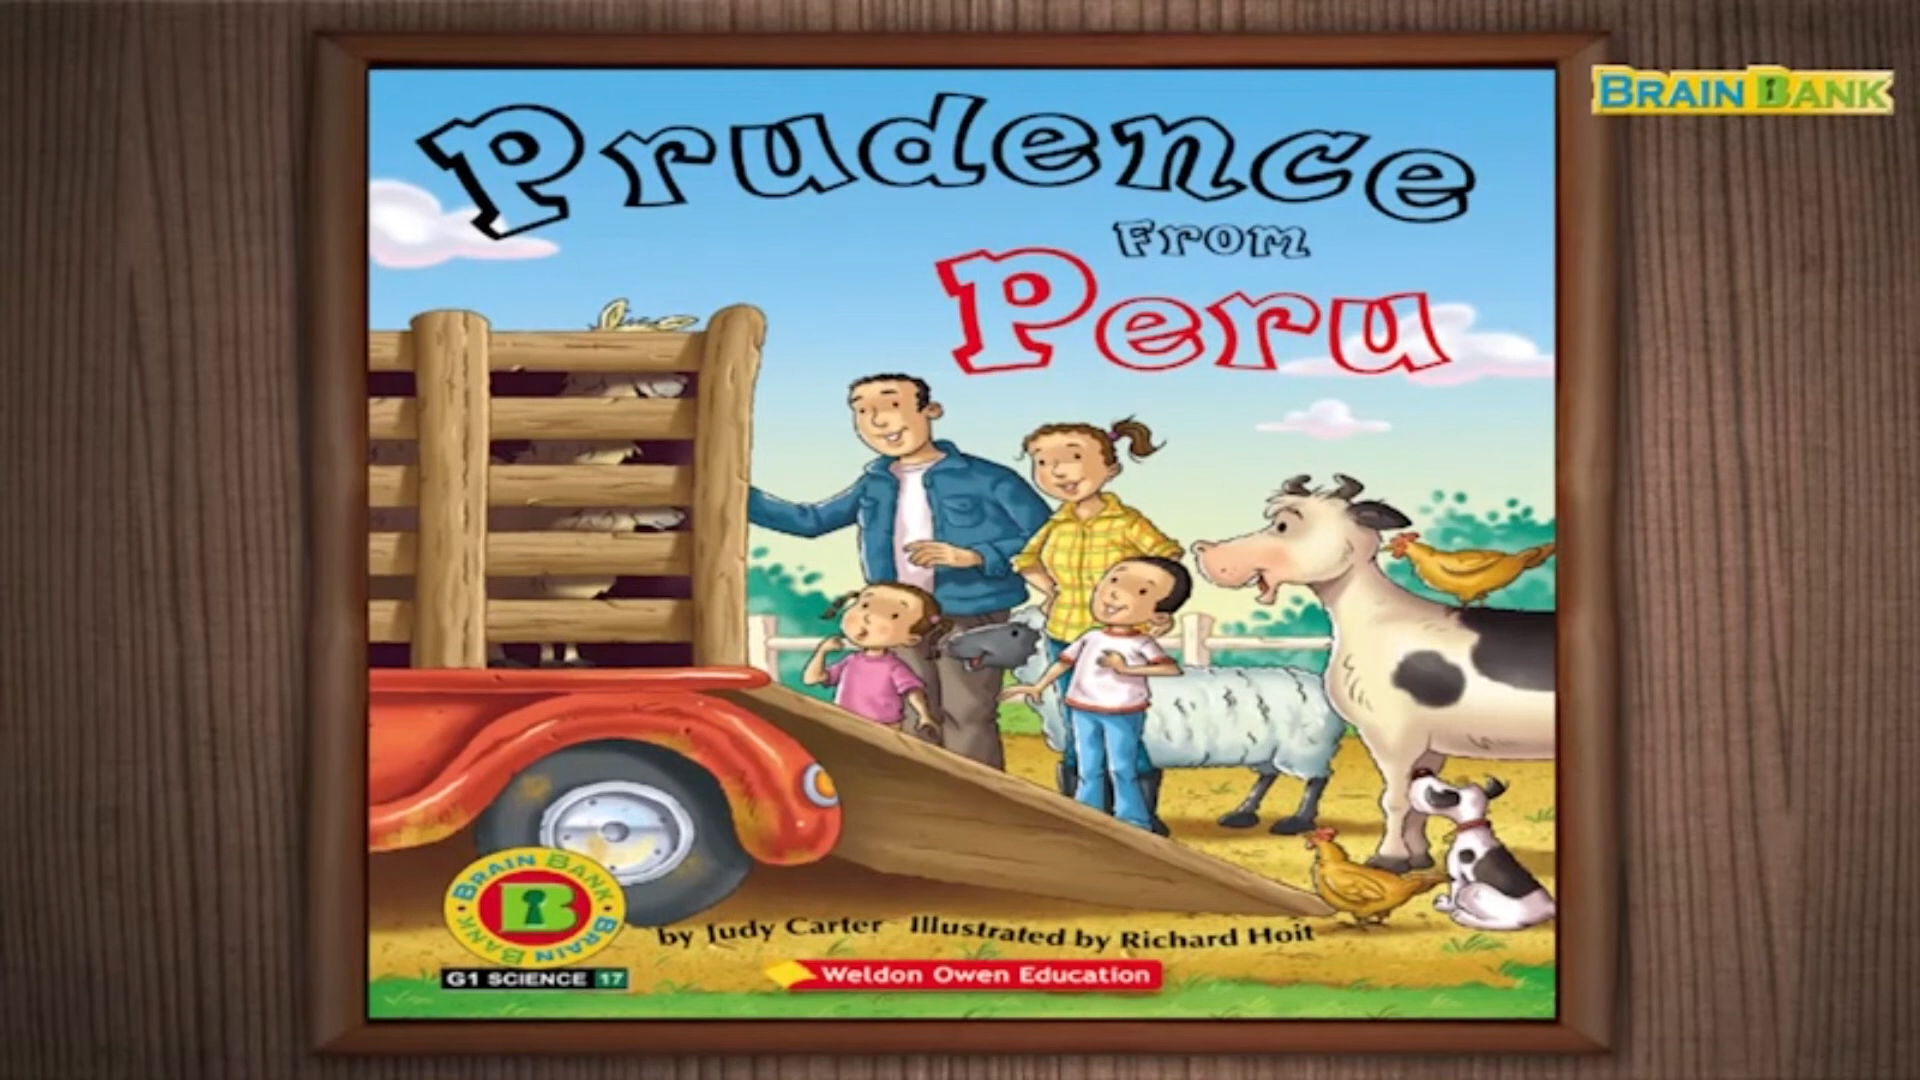 BRAIN BANK
Prudence
From
Peru
BRAIN BANK · BRAIN BANK ·
B
G1 SCIENCE 17
by Judy Carter Illustrated by Richard Hoit
Weldon Owen Education